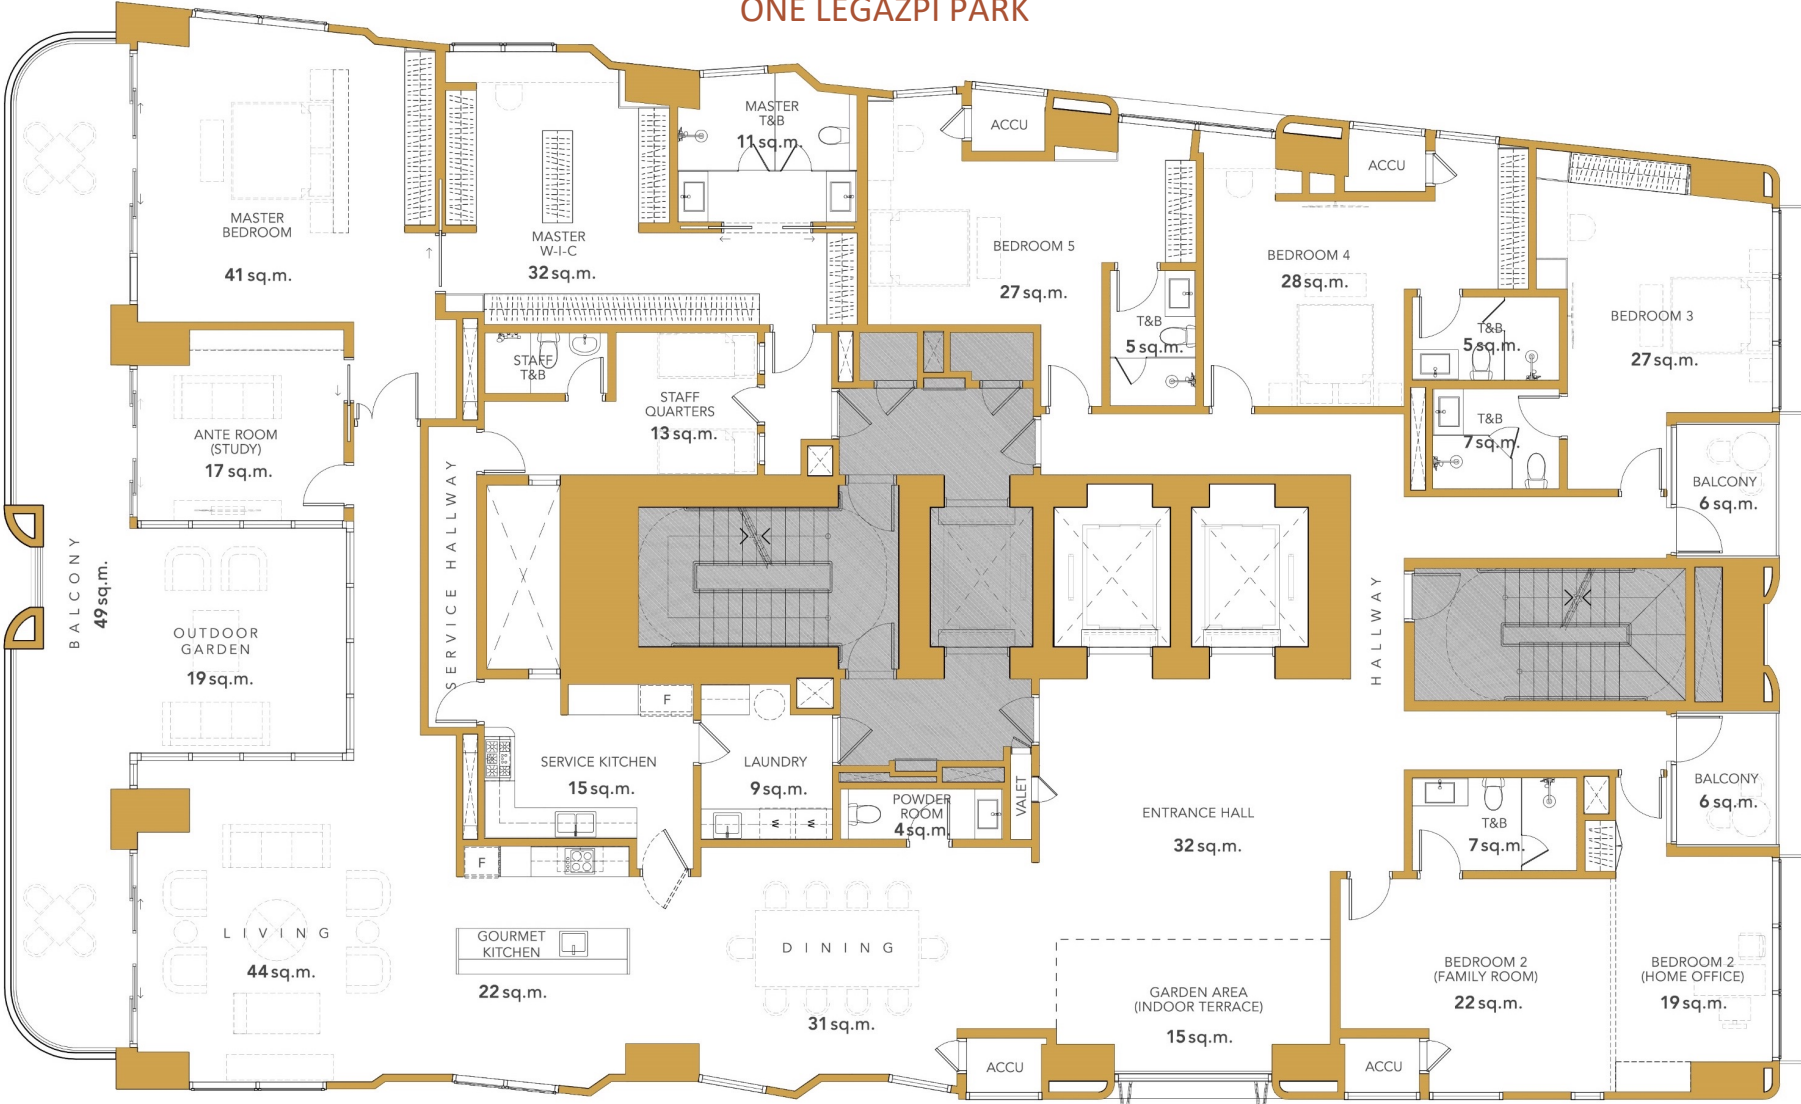 ONE LEGAZPI PARK
MASTER
T&B
11 sq.m.
ACCU
ACCU
MASTER
BEDROOM
41 sq.m.
MASTER
W-I-C
32 sq.m.
BEDROOM 5
27 sq.m.
BEDROOM 4
28 sq.m.
BEDROOM 3
27 sq.m.
T&B
5 sq.m.
T&B
5 sq.m.
STAFF
T&B
STAFF
QUARTERS
13 sq.m.
ANTE ROOM
(STUDY)
17 sq.m.
T&B
7 sq.m.
BALCONY
6 sq.m.
SERVICE HALLWAY
BALCONY
49 sq.m.
OUTDOOR
GARDEN
19 sq.m.
HALLWAY
F
SERVICE KITCHEN
15 sq.m.
LAUNDRY
9 sq.m.
W
W
POWDER
ROOM
4 sq.m.
VALET
ENTRANCE HALL
32 sq.m.
T&B
7 sq.m.
BALCONY
6 sq.m.
F
LIVING
44 sq.m.
GOURMET
KITCHEN
22 sq.m.
DINING
31 sq.m.
GARDEN AREA
(INDOOR TERRACE)
15 sq.m.
BEDROOM 2
(FAMILY ROOM)
22 sq.m.
BEDROOM 2
(HOME OFFICE)
19 sq.m.
ACCU
ACCU